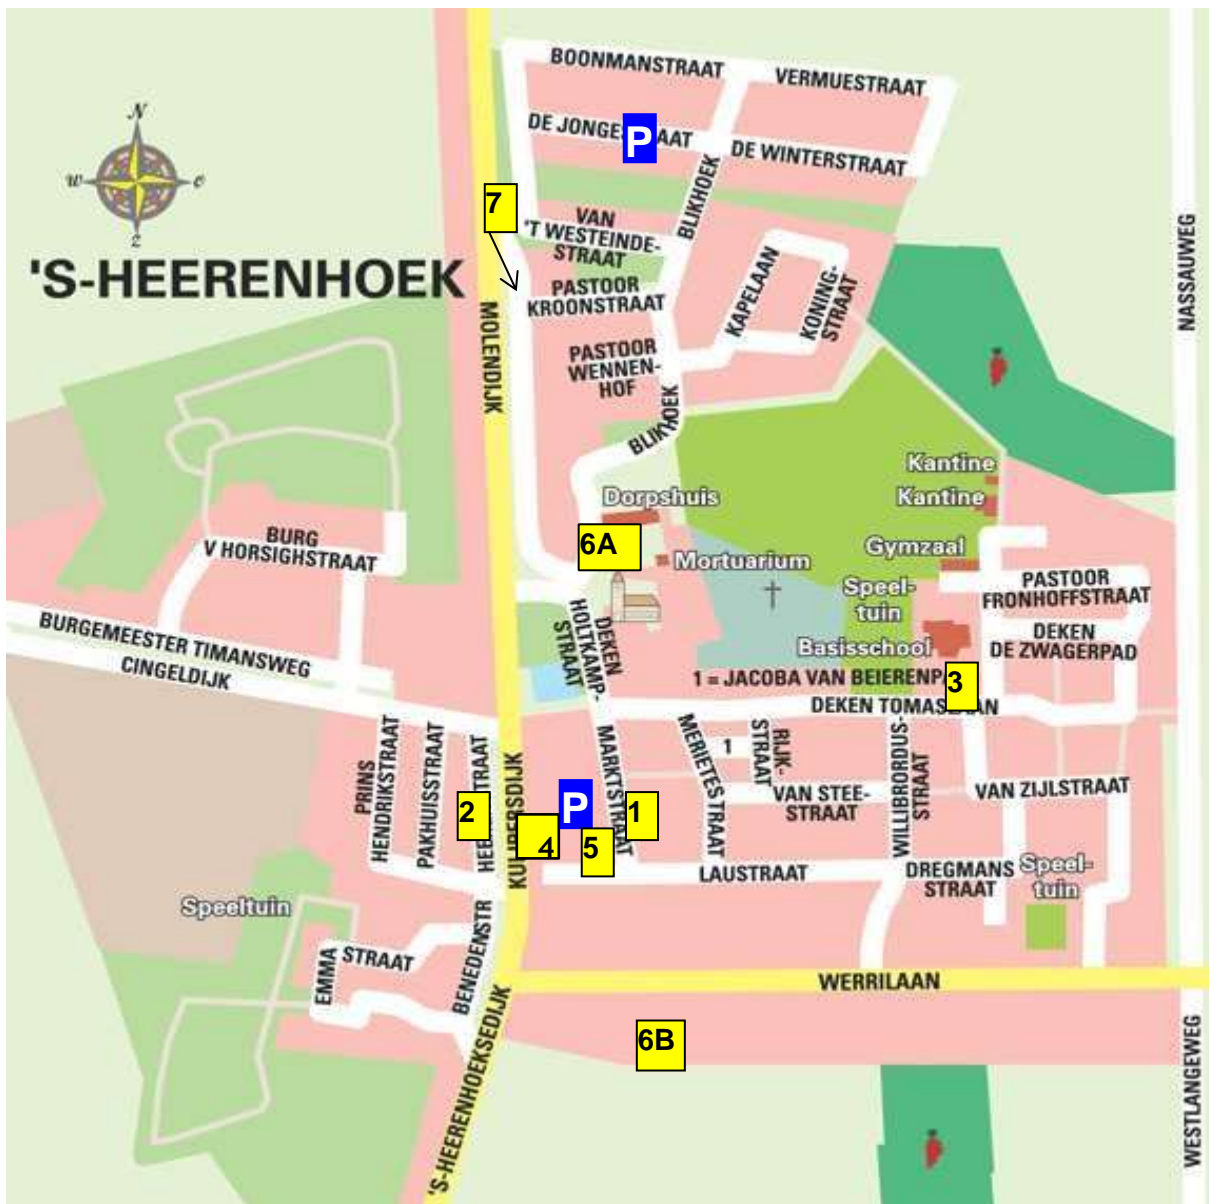 BOONMANSTRAAT
VERMUESTRAAT
N
W
O
Z
DE JONGE
AAT
P
DE WINTERSTRAAT
BLIKHOEK
7
VAN
'T WESTEINDE-
STRAAT
'S-HEERENHOEK
PASTOOR
KROONSTRAAT
KAPELAAN
KONING-
STRAAT
NASSAUWEG
MOLENDIJK
PASTOOR
WENNEN-
HOF
BLIKHOEK
Kantine
Kantine
Dorpshuis
6A
Mortuarium
Gymzaal
BURG
V HORSIGHSTRAAT
PASTOOR
FRONHOFFSTRAAT
Speel-
tuin
Basisschool
DEKEN
DE ZWAGERPAD
BURGEMEESTER TIMANSWEG
CINGELDIJK
DEKEN
HOLTKAMP-
STRAAT
1 = JACOBA VAN BEIERENPA
3
DEKEN TOMASLAAN
PRINS
HENDRIKSTRAAT
PAKHUISSTRAAT
HEE
TRAAT
2
KUIJPERSDIJK
P
4
5
MARKTSTRAAT
1
MERIETESTRAAT
1
RIJK-
STRAAT
VAN STEE-
STRAAT
WILLIBRORDUS-
STRAAT
VAN ZIJLSTRAAT
LAUSTRAAT
DREGMANS
STRAAT
Speel-
tuin
Speeltuin
EMMA
STRAAT
BENEDENSTR
WERRILAAN
'S-HEERENHOEKSEDIJK
6B
WESTLANGEWEG